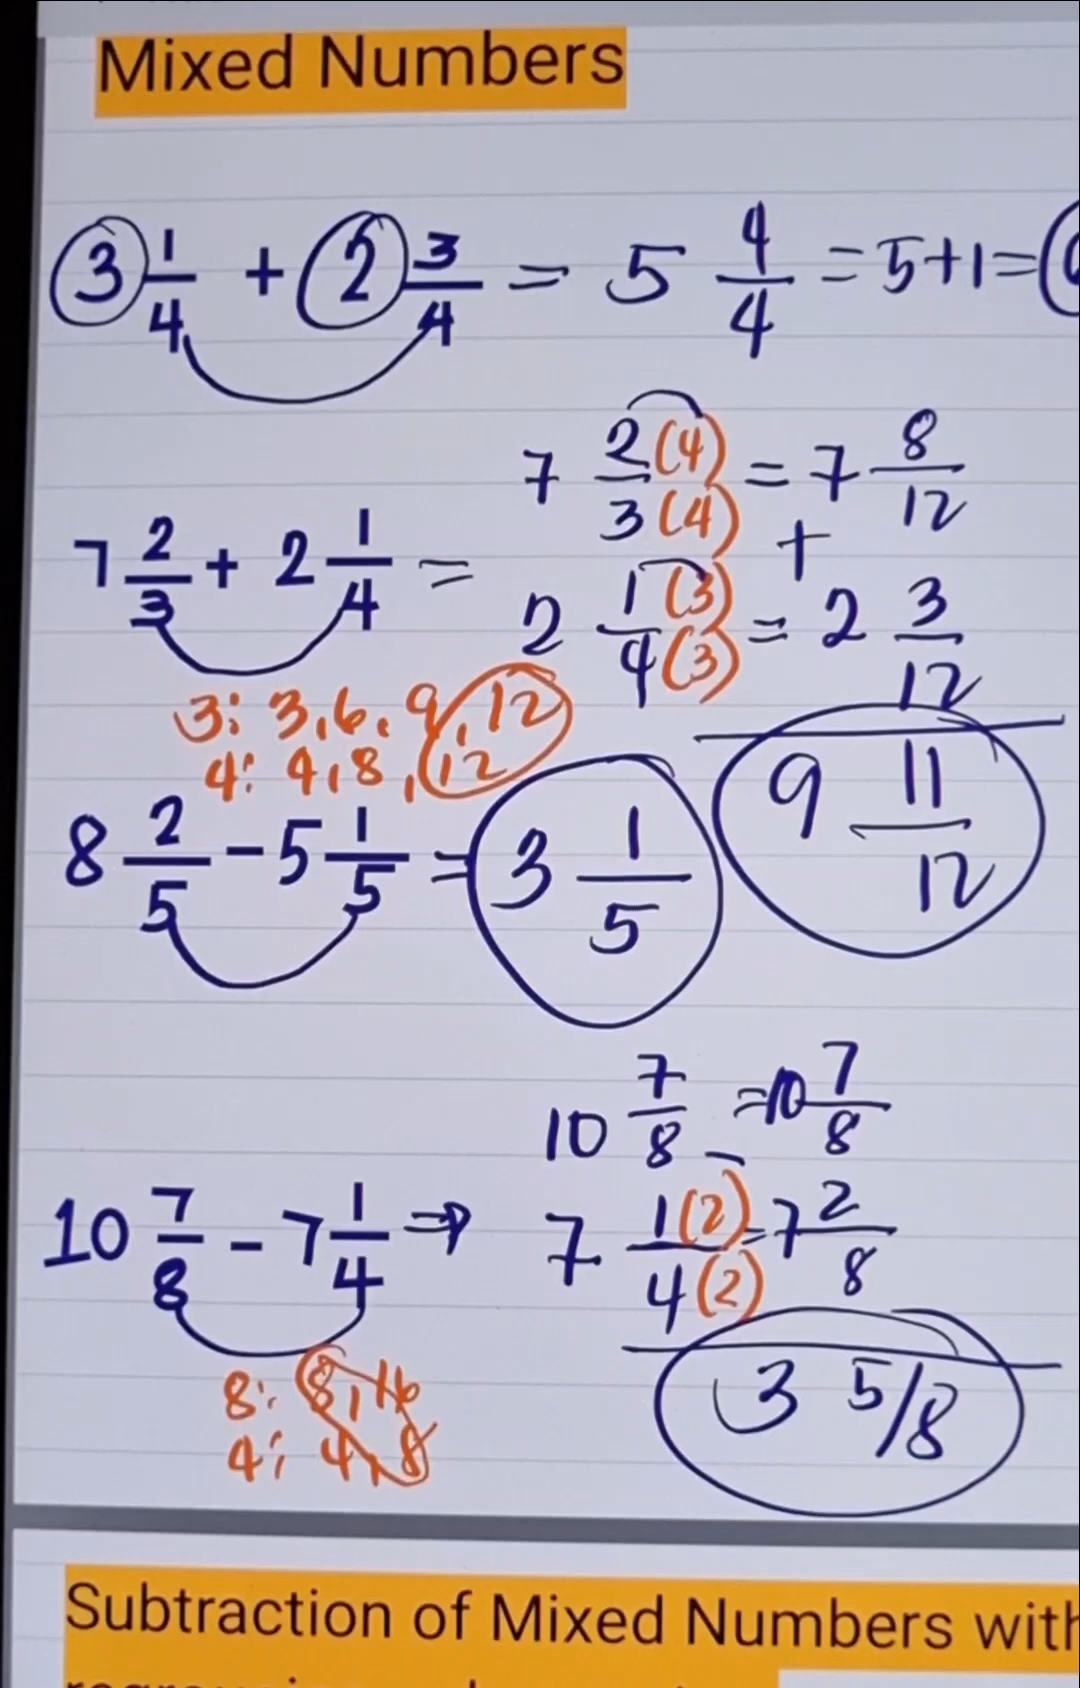 Mixed Numbers
3 1/4 + 2 3/4 = 5 4/4 = 5+1=
7 2/3 + 2 1/4 =
7 2(4)/3(4) = 7 8/12
+
2 1(3)/4(3) = 2 3/12
9 11/12
3: 3, 6, 9, 12
4: 4, 8, 12
8 2/5 - 5 1/5 = 3 1/5
10 7/8 - 7 1/4 ⇒
10 7/8 = 10 7/8
-
7 1(2)/4(2) = 7 2/8
3 5/8
8: 8, 16
4: 4, 8
Subtraction of Mixed Numbers with